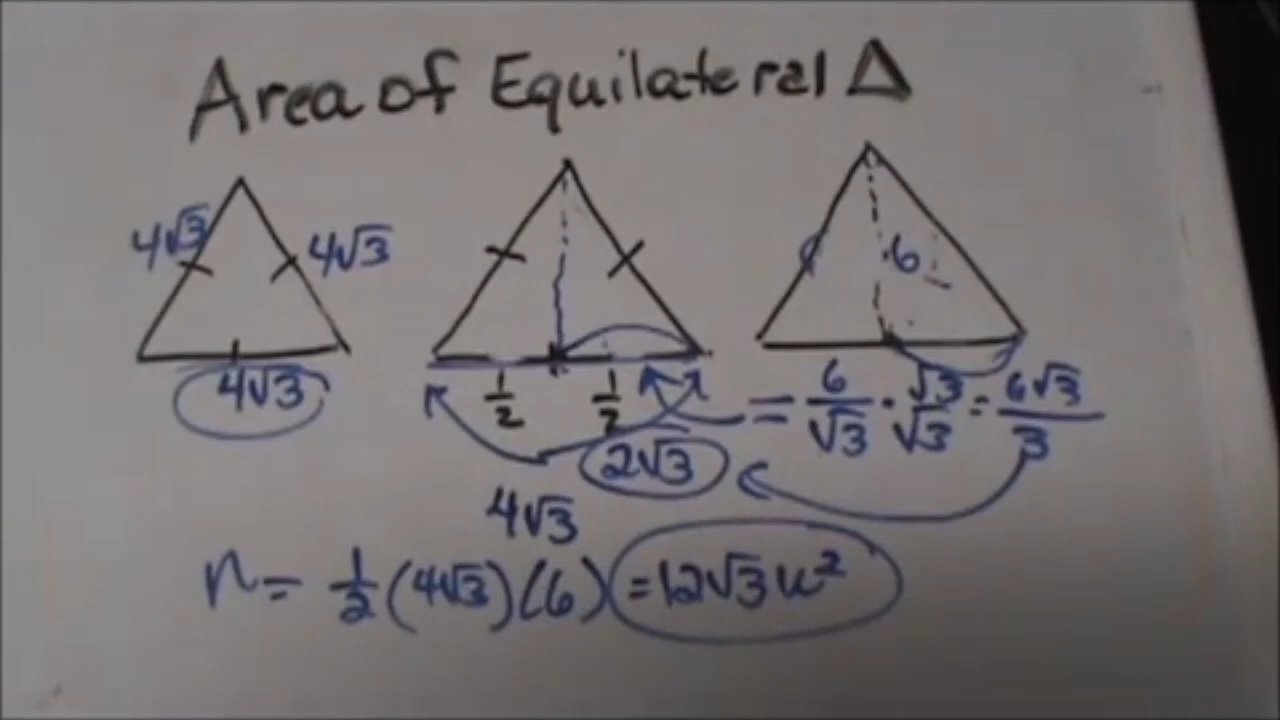 Area of Equilateral Δ
4√3 4√3
6
4√3
1/2 1/2
= 6/√3 · √3/√3 = 6√3/3
2√3
4√3
= 1/2 (4√3)(6) = 12√3 u²